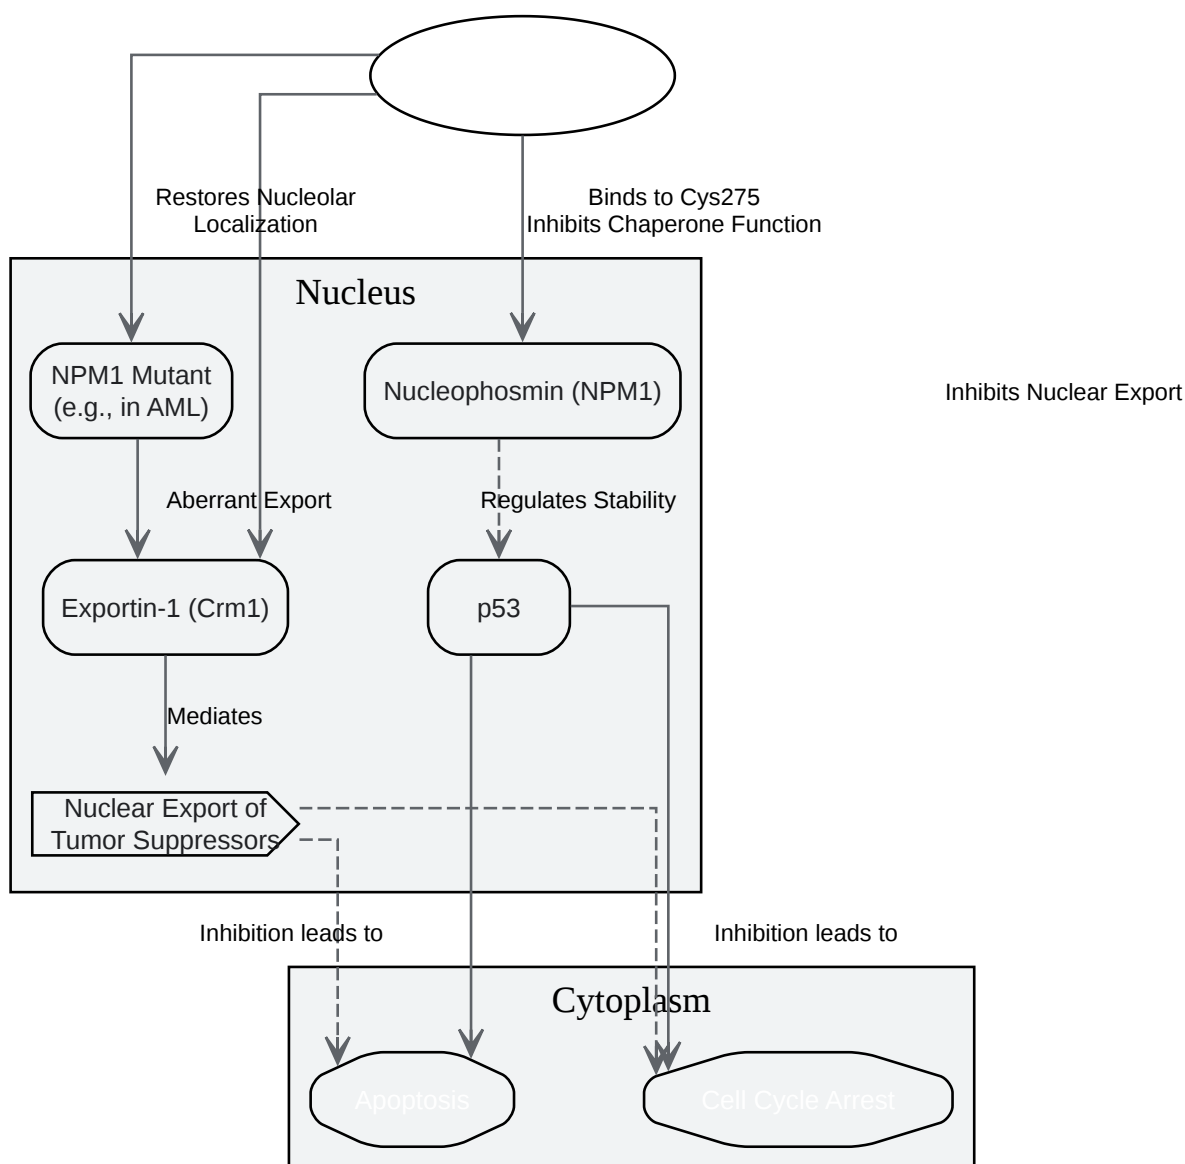 Restores Nucleolar
Localization
Binds to Cys275
Inhibits Chaperone Function
Nucleus
NPM1 Mutant
(e.g., in AML)
Nucleophosmin (NPM1)
Inhibits Nuclear Export
Aberrant Export
Regulates Stability
Exportin-1 (Crm1)
p53
Mediates
Nuclear Export of
Tumor Suppressors
Inhibition leads to
Inhibition leads to
Cytoplasm
Apoptosis
Cell Cycle Arrest